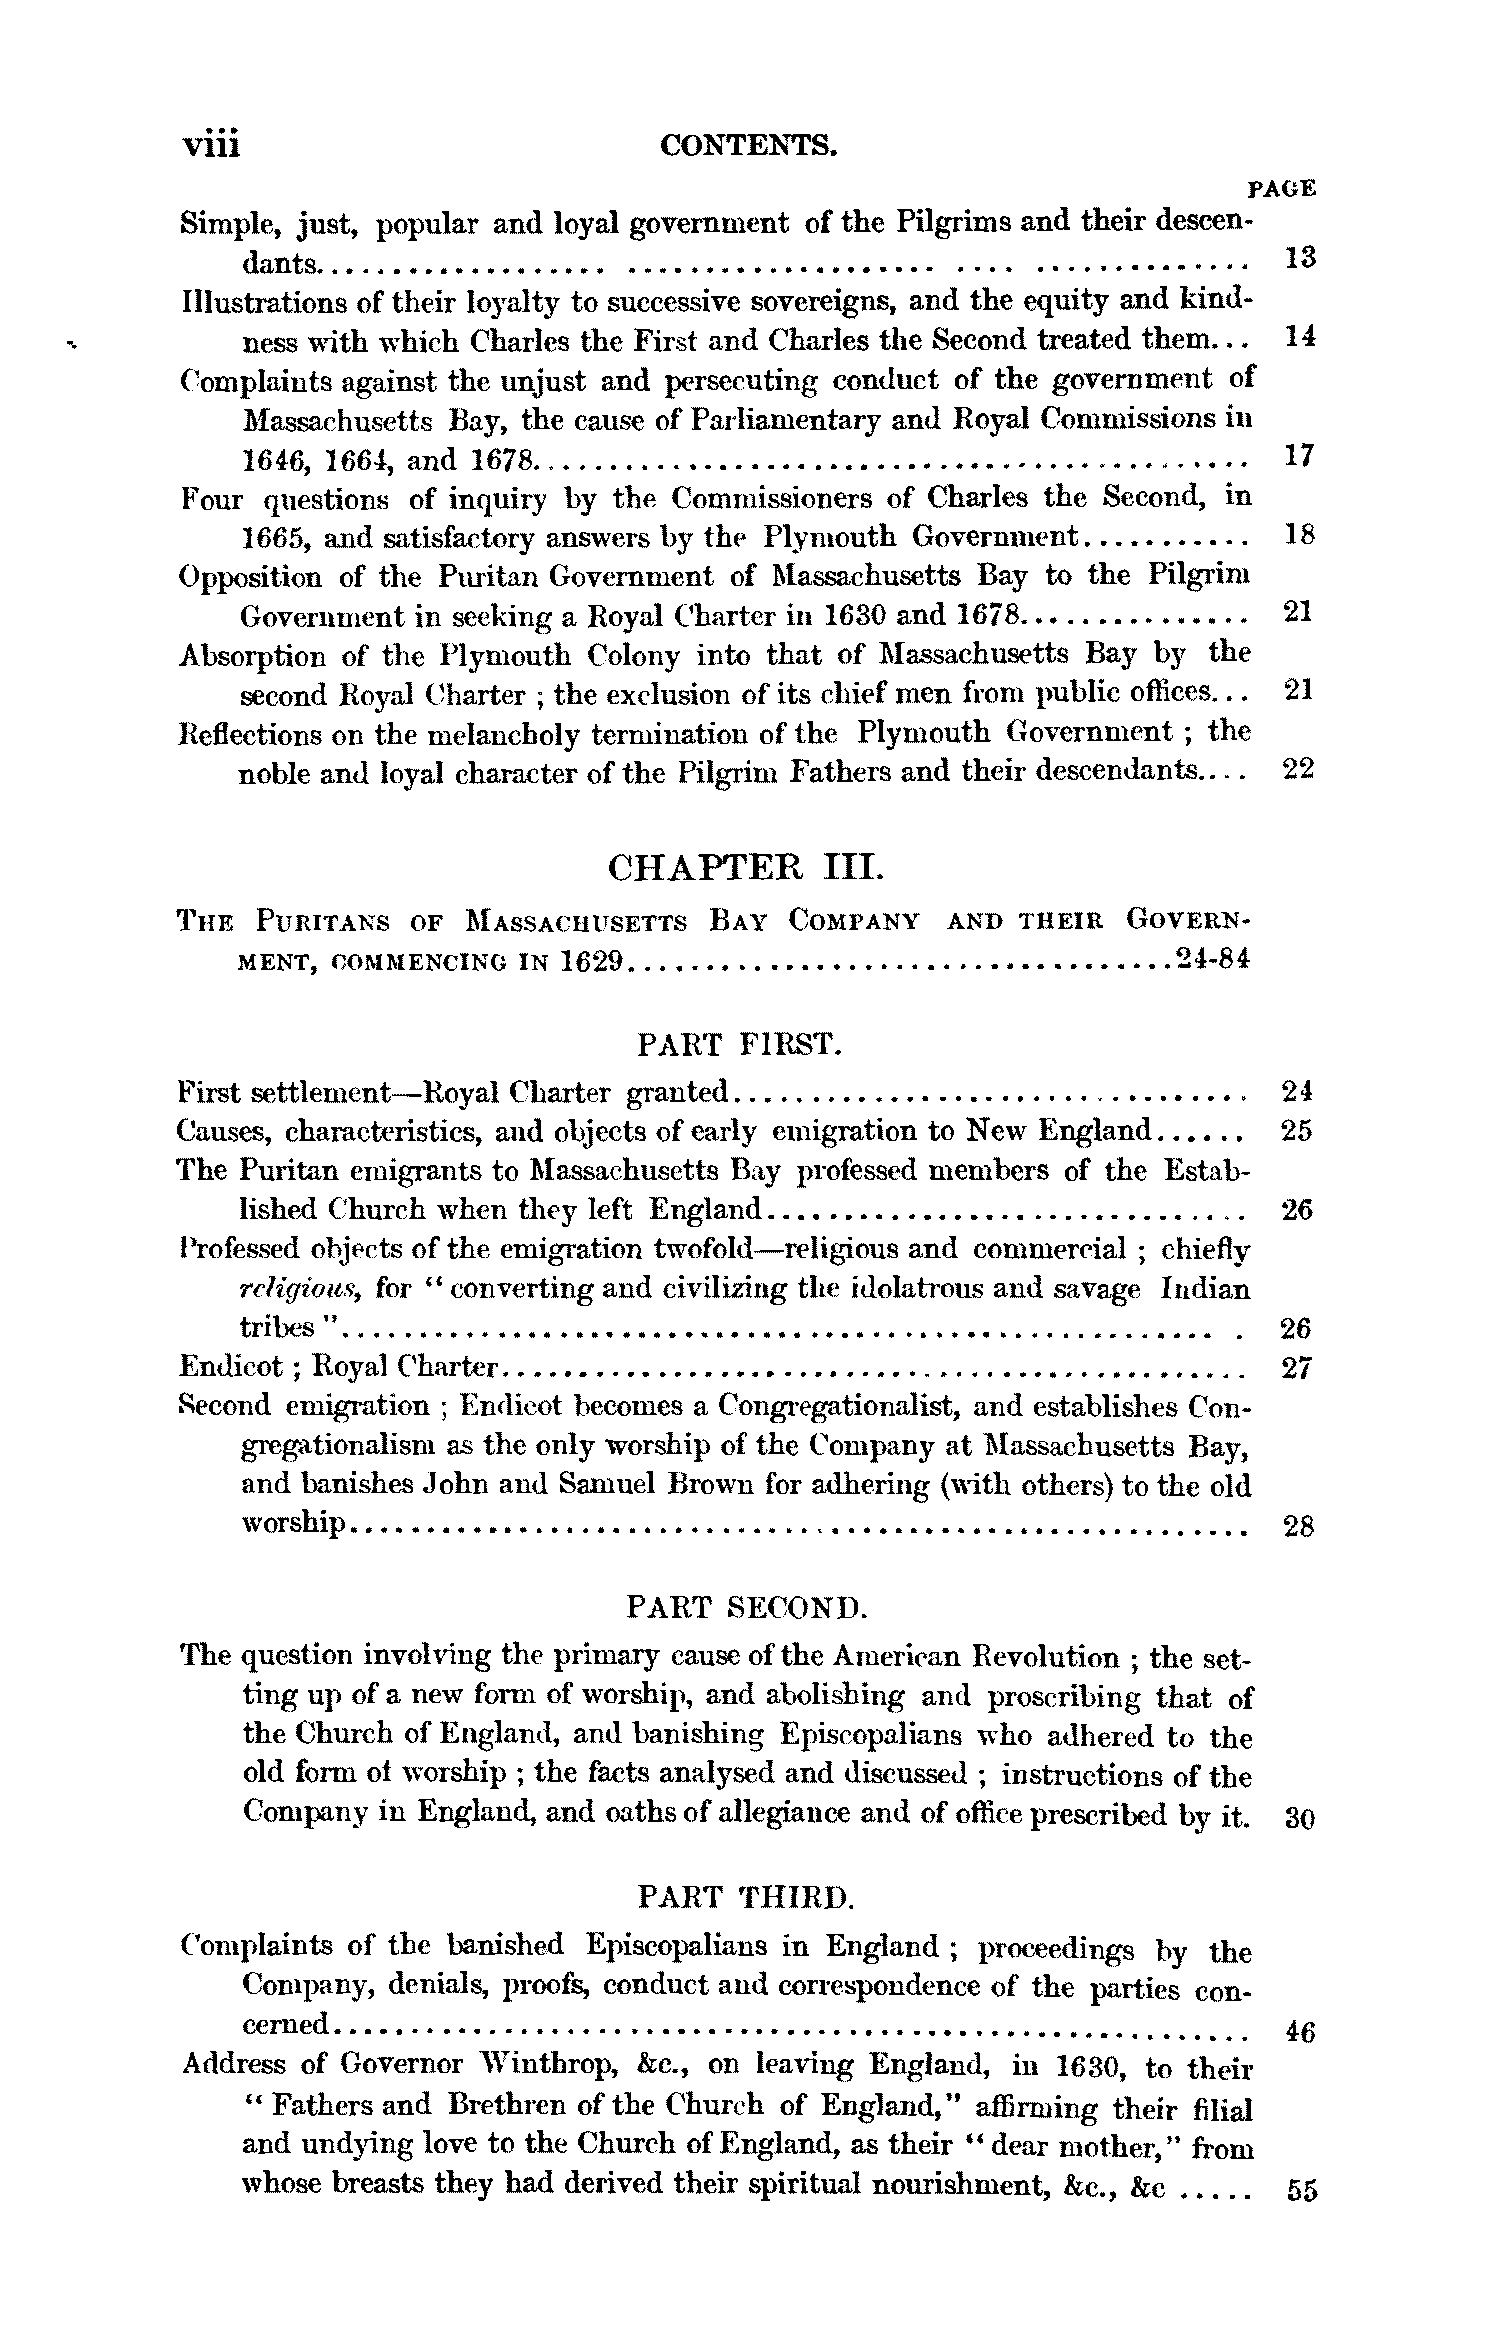 viii CONTENTS.
PAGE
Simple, just, popular and loyal government of the Pilgrims and their descen-
dants.................. ................... .... .............. 13
Illustrations of their loyalty to successive sovereigns, and the equity and kind-
ness with which Charles the First and Charles the Second treated them... 14
Complaints against the unjust and persecuting conduct of the government of
Massachusetts Bay, the cause of Parliamentary and Royal Commissions in
1646, 1664, and 1678.............................................. 17
Four questions of inquiry by the Commissioners of Charles the Second, in
1665, and satisfactory answers by the Plymouth Government........... 18
Opposition of the Puritan Government of Massachusetts Bay to the Pilgrim
Government in seeking a Royal Charter in 1630 and 1678............... 21
Absorption of the Plymouth Colony into that of Massachusetts Bay by the
second Royal Charter ; the exclusion of its chief men from public offices... 21
Reflections on the melancholy termination of the Plymouth Government ; the
noble and loyal character of the Pilgrim Fathers and their descendants.... 22
CHAPTER III.
THE PURITANS OF MASSACHUSETTS BAY COMPANY AND THEIR GOVERN-
MENT, COMMENCING IN 1629...................................24-84
PART FIRST.
First settlement—Royal Charter granted................................. 24
Causes, characteristics, and objects of early emigration to New England...... 25
The Puritan emigrants to Massachusetts Bay professed members of the Estab-
lished Church when they left England............................... 26
Professed objects of the emigration twofold—religious and commercial ; chiefly
religious, for “ converting and civilizing the idolatrous and savage Indian
tribes ”........................................................ . 26
Endicot ; Royal Charter................................................ 27
Second emigration ; Endicot becomes a Congregationalist, and establishes Con-
gregationalism as the only worship of the Company at Massachusetts Bay,
and banishes John and Samuel Brown for adhering (with others) to the old
worship.......................................................... 28
PART SECOND.
The question involving the primary cause of the American Revolution ; the set-
ting up of a new form of worship, and abolishing and proscribing that of
the Church of England, and banishing Episcopalians who adhered to the
old form of worship ; the facts analysed and discussed ; instructions of the
Company in England, and oaths of allegiance and of office prescribed by it. 30
PART THIRD.
Complaints of the banished Episcopalians in England ; proceedings by the
Company, denials, proofs, conduct and correspondence of the parties con-
cerned........................................................... 46
Address of Governor Winthrop, &c., on leaving England, in 1630, to their
“ Fathers and Brethren of the Church of England,” affirming their filial
and undying love to the Church of England, as their “ dear mother,” from
whose breasts they had derived their spiritual nourishment, &c., &c ..... 55